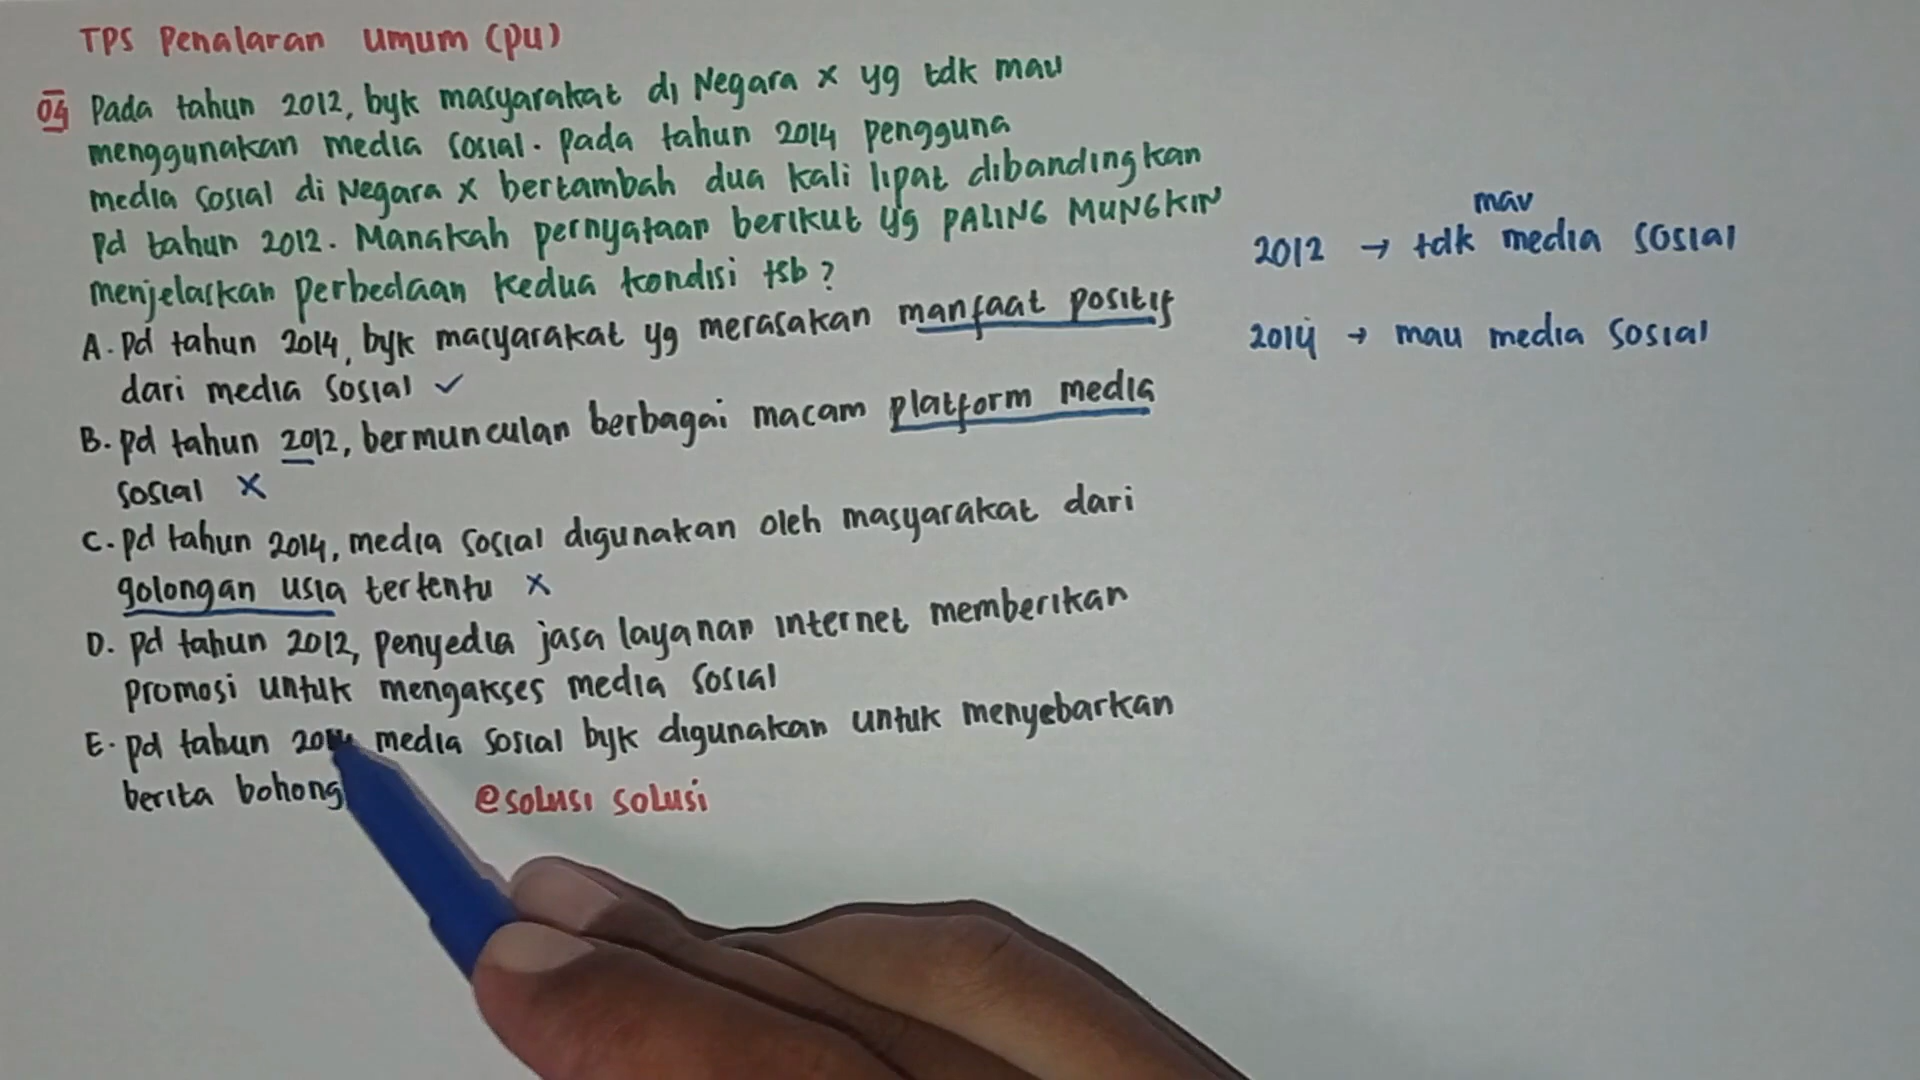 TPS Penalaran Umum (PU)
04 Pada tahun 2012, byk masyarakat di Negara x yg tdk mau
menggunakan media sosial. Pada tahun 2014 pengguna
media sosial di Negara x bertambah dua kali lipat dibandingkan
pd tahun 2012. Manakah pernyataan berikut yg PALING MUNGKIN
menjelaskan perbedaan kedua kondisi tsb?
A. Pd tahun 2014, byk masyarakat yg merasakan manfaat positif
dari media sosial ✓
B. pd tahun 2012, bermunculan berbagai macam platform media
sosial X
C. pd tahun 2014, media sosial digunakan oleh masyarakat dari
golongan usia tertentu X
D. pd tahun 2012, penyedia jasa layanan internet memberikan
promosi untuk mengakses media sosial
E. pd tahun 2014 media sosial byk digunakan untuk menyebarkan
berita bohong
@solusi solusi
mau
2012 → tdk media sosial
2014 → mau media sosial